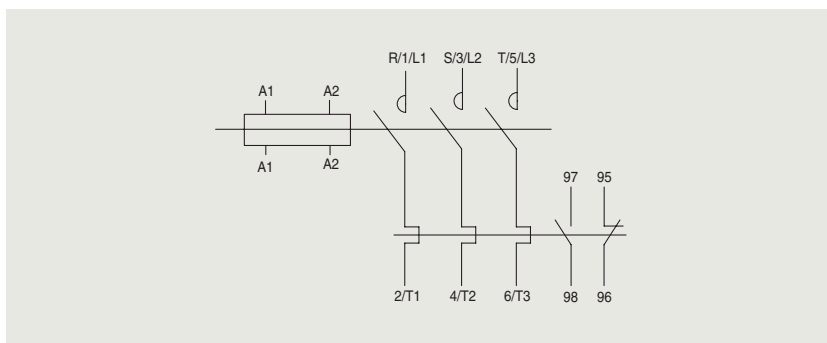 R/1/L1 S/3/L2 T/5/L3
A1 A2
A1 A2
97 95
2/T1 4/T2 6/T3 98 96